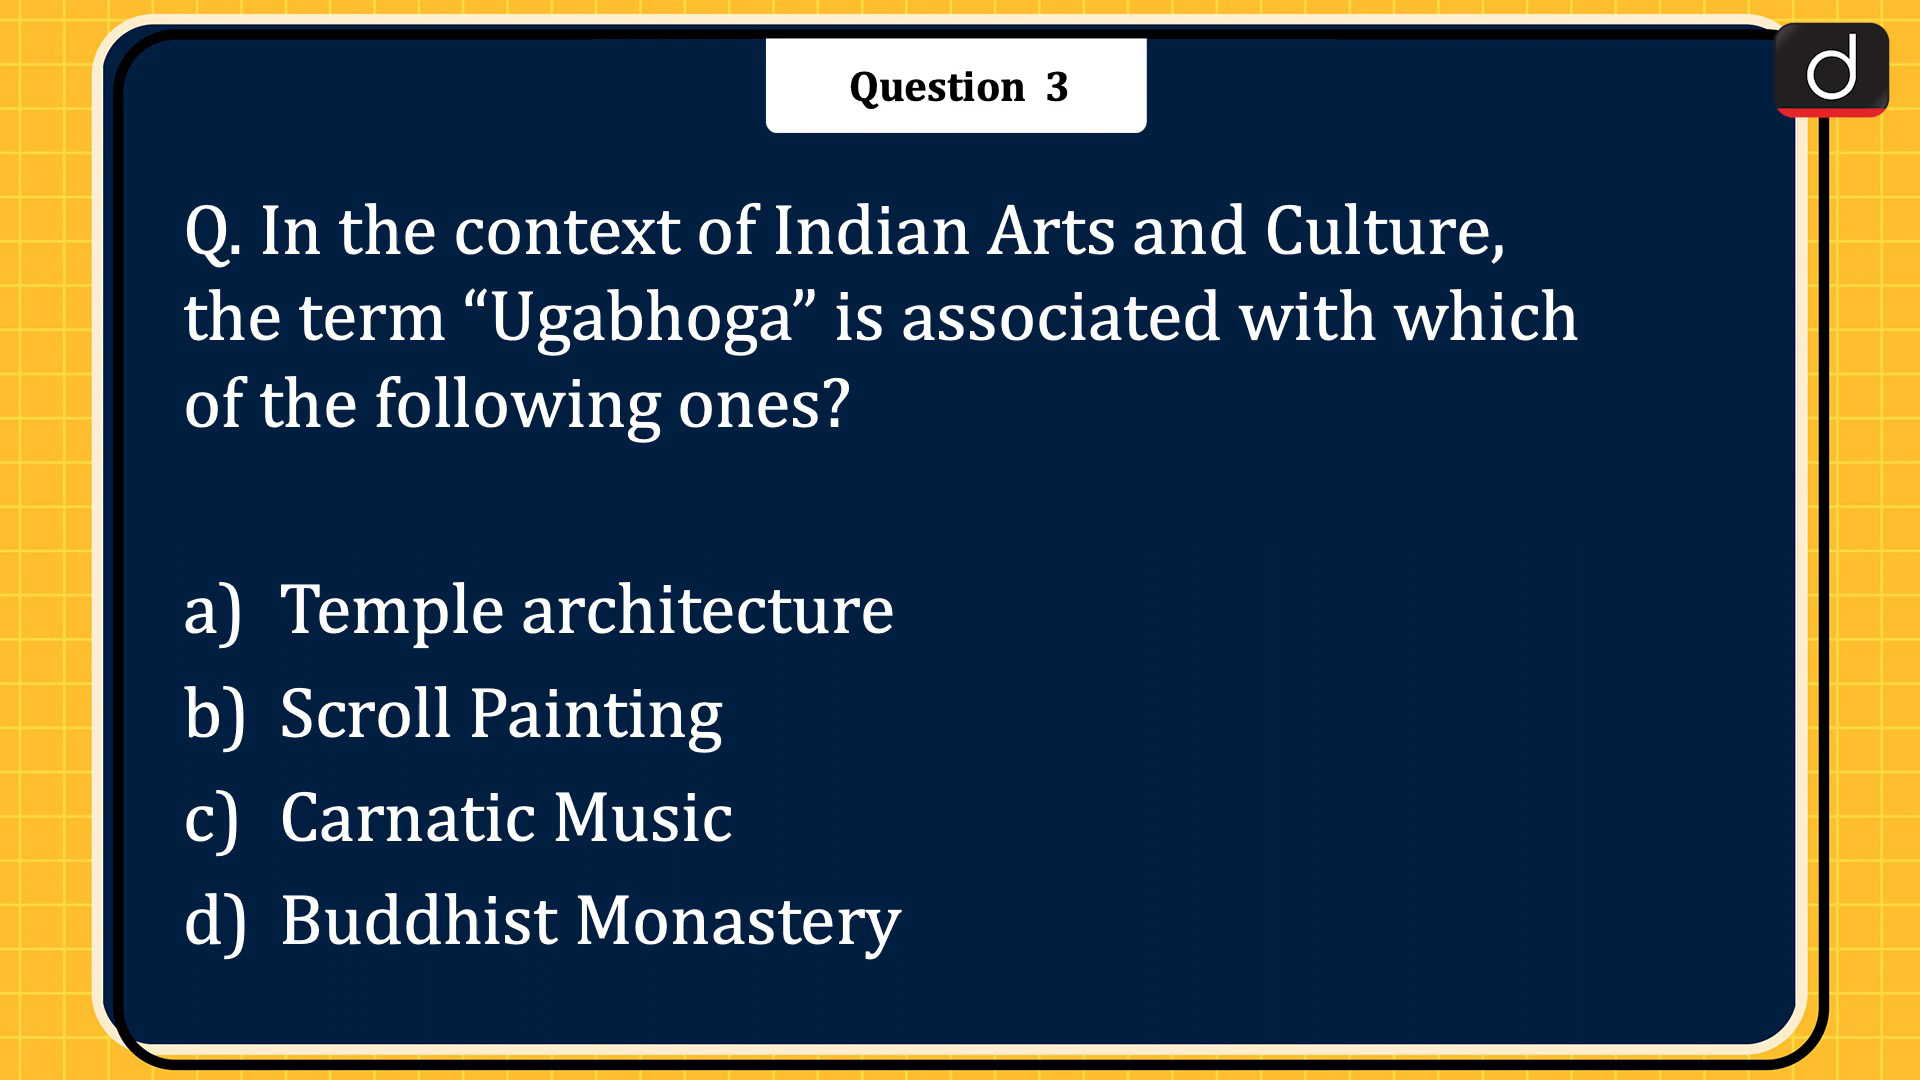 Question 3
d
Q. In the context of Indian Arts and Culture,
the term “Ugabhoga” is associated with which
of the following ones?
a) Temple architecture
b) Scroll Painting
c) Carnatic Music
d) Buddhist Monastery